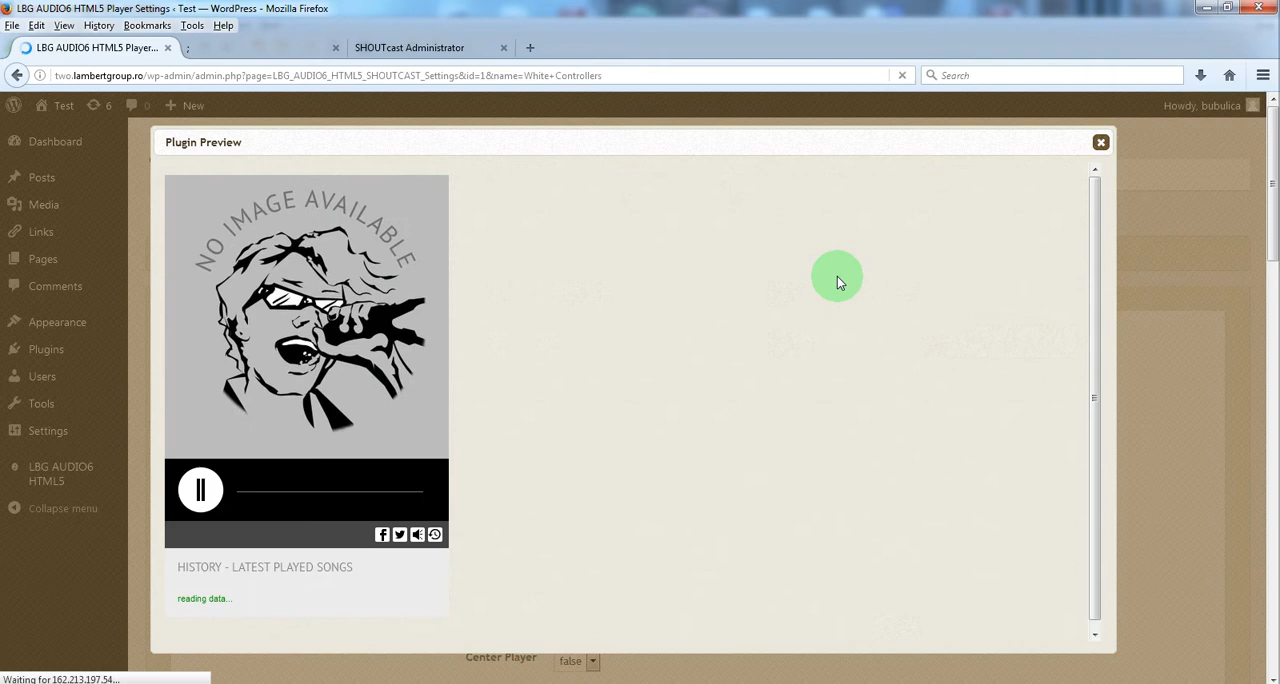 LBG AUDIO6 HTML5 Player Settings ‹ Test — WordPress - Mozilla Firefox
File Edit View History Bookmarks Tools Help
LBG AUDIO6 HTML5 Player... × ; × SHOUTcast Administrator × +
two.lambertgroup.ro/wp-admin/admin.php?page=LBG_AUDIO6_HTML5_SHOUTCAST_Settings&id=1&name=White+Controllers
Search
Test 6 0 New Howdy, bubulica
Plugin Preview
Dashboard
Posts
Media
Links
Pages
Comments
Appearance
Plugins
Users
Tools
Settings
LBG AUDIO6
HTML5
Collapse menu
NO IMAGE AVAILABLE
HISTORY - LATEST PLAYED SONGS
reading data...
Center Player false
Waiting for 162.213.197.54...